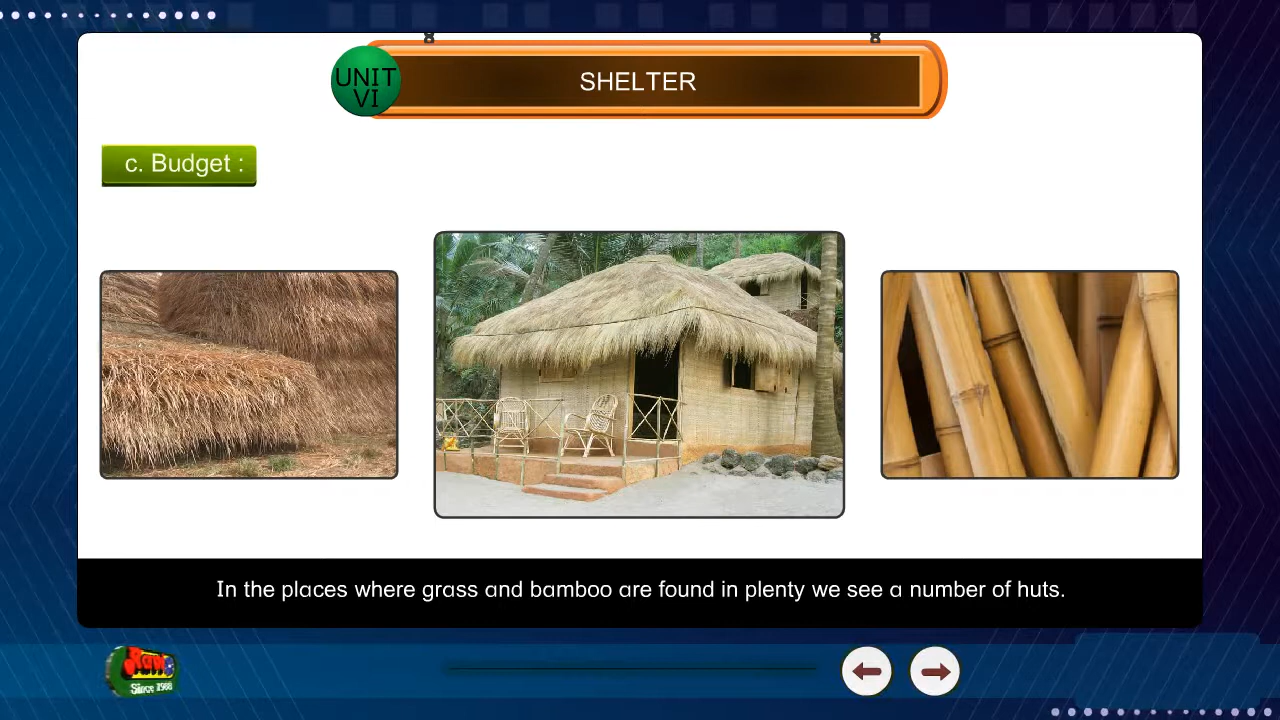 UNIT
VI
SHELTER
c. Budget :
In the places where grass and bamboo are found in plenty we see a number of huts.
Since 1988